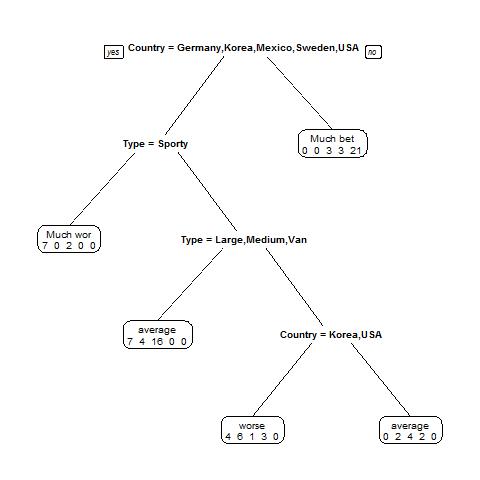 yes Country = Germany,Korea,Mexico,Sweden,USA no
Type = Sporty
Much bet
0 0 3 3 21
Much wor
7 0 2 0 0
Type = Large,Medium,Van
average
7 4 16 0 0
Country = Korea,USA
worse
4 6 1 3 0
average
0 2 4 2 0